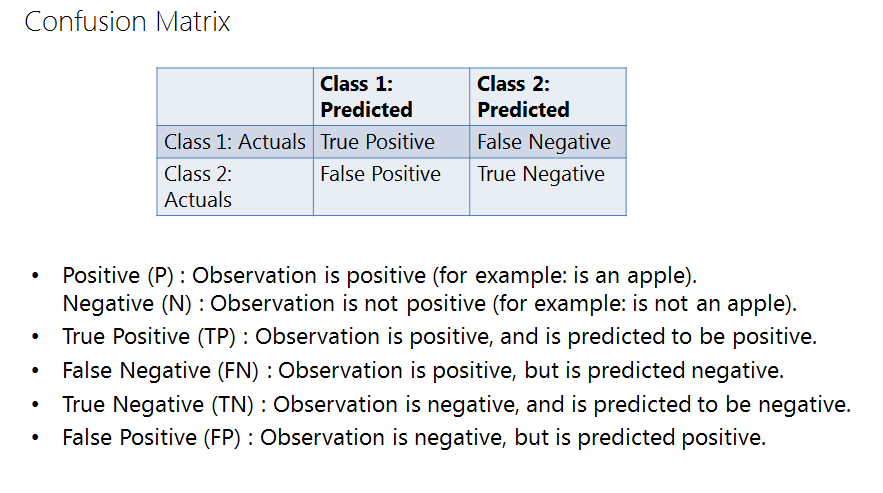 Confusion Matrix
Class 1:
Predicted
Class 2:
Predicted
Class 1: Actuals
True Positive
False Negative
Class 2:
Actuals
False Positive
True Negative
• Positive (P) : Observation is positive (for example: is an apple).
Negative (N) : Observation is not positive (for example: is not an apple).
• True Positive (TP) : Observation is positive, and is predicted to be positive.
• False Negative (FN) : Observation is positive, but is predicted negative.
• True Negative (TN) : Observation is negative, and is predicted to be negative.
• False Positive (FP) : Observation is negative, but is predicted positive.